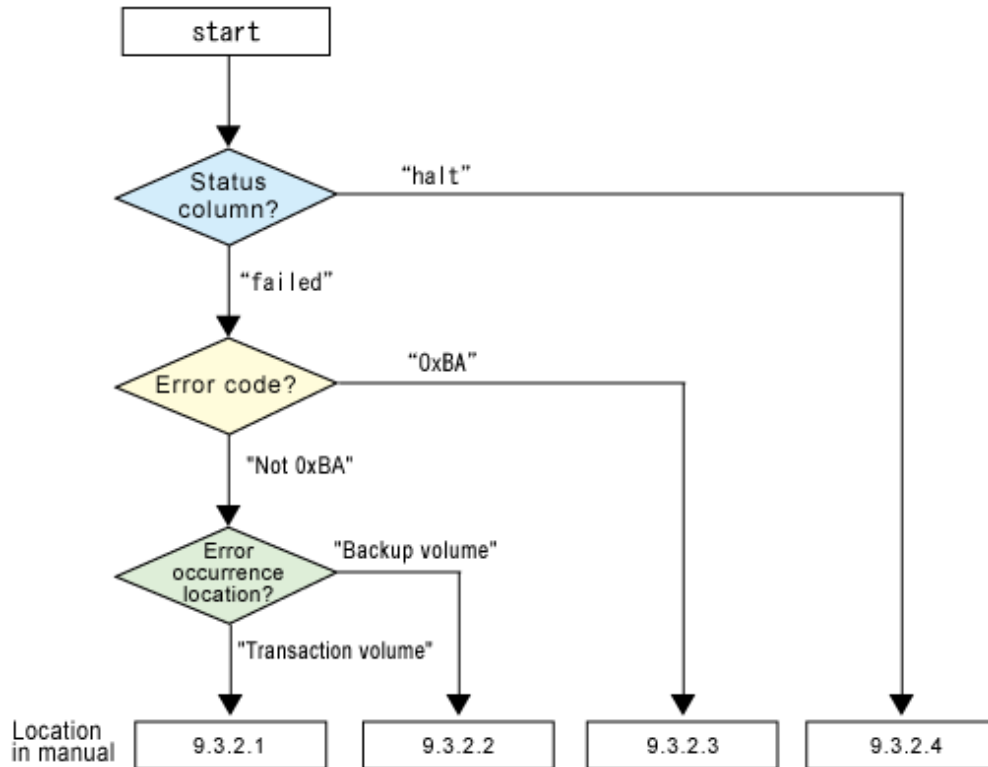 start
Status
column?
“halt”
“failed”
Error code?
“0xBA”
"Not 0xBA"
Error
occurrence
location?
"Backup volume"
"Transaction volume"
Location
in manual
9.3.2.1
9.3.2.2
9.3.2.3
9.3.2.4